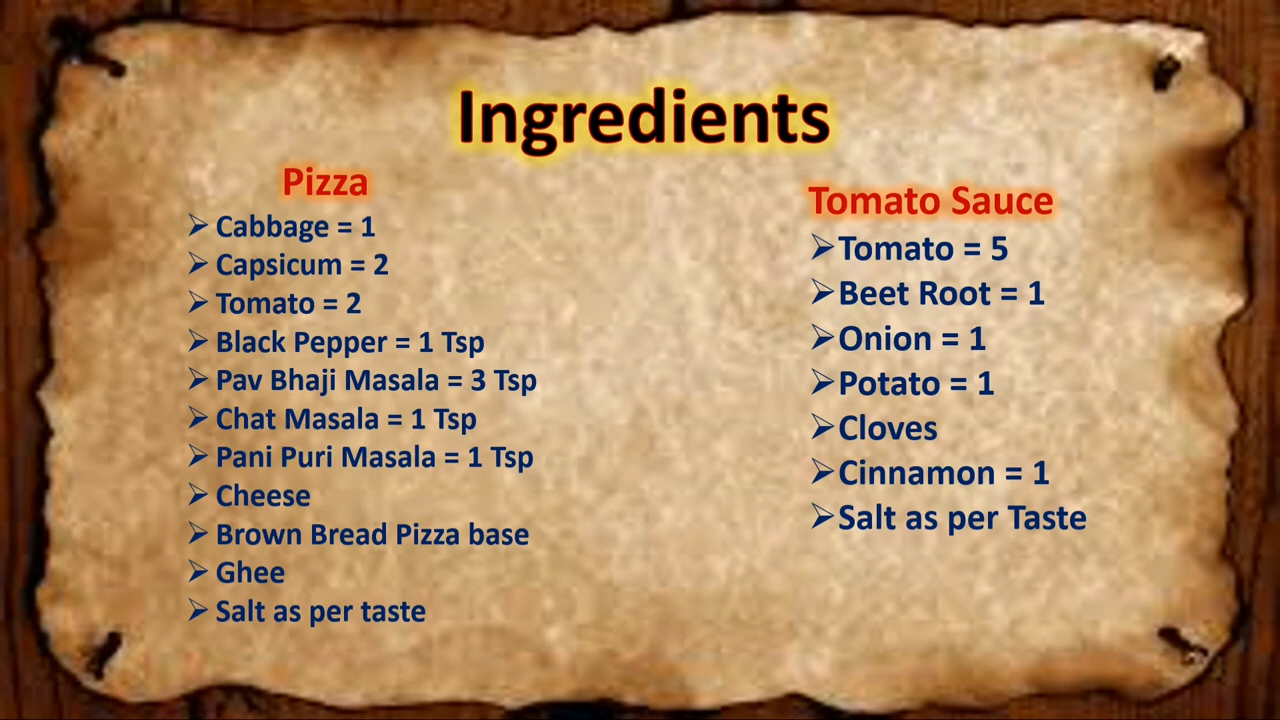 Ingredients
Pizza
➢ Cabbage = 1
➢ Capsicum = 2
➢ Tomato = 2
➢ Black Pepper = 1 Tsp
➢ Pav Bhaji Masala = 3 Tsp
➢ Chat Masala = 1 Tsp
➢ Pani Puri Masala = 1 Tsp
➢ Cheese
➢ Brown Bread Pizza base
➢ Ghee
➢ Salt as per taste
Tomato Sauce
➢Tomato = 5
➢Beet Root = 1
➢Onion = 1
➢Potato = 1
➢Cloves
➢Cinnamon = 1
➢Salt as per Taste